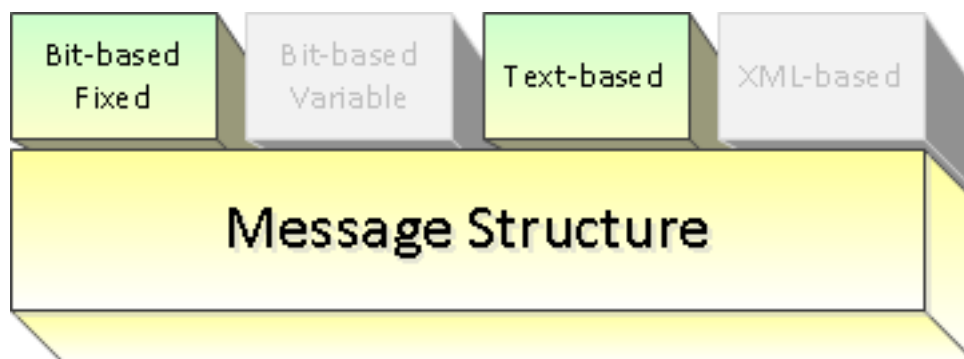 Bit-based
Fixed
Bit-based
Variable
Text-based
XML-based
Message Structure